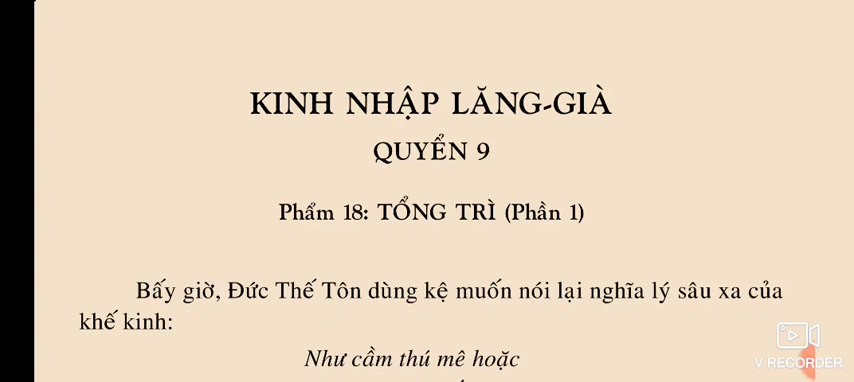 KINH NHẬP LĂNG-GIÀ
QUYỂN 9
Phẩm 18: TỔNG TRÌ (Phần 1)
Bấy giờ, Đức Thế Tôn dùng kệ muốn nói lại nghĩa lý sâu xa của
khế kinh:
Như cầm thú mê hoặc
V RECORDER